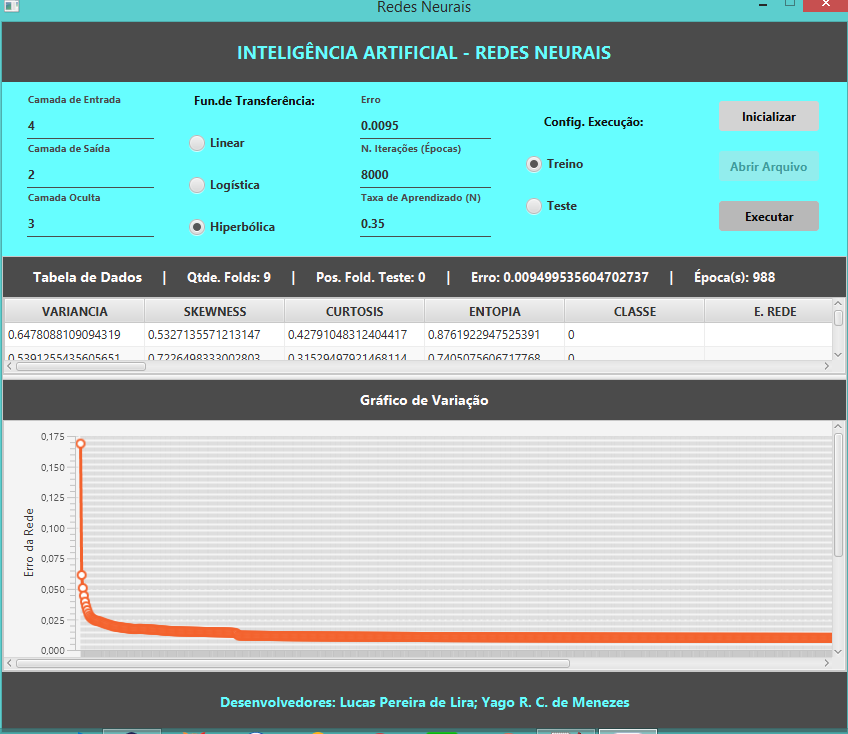 Redes Neurais
INTELIGÊNCIA ARTIFICIAL - REDES NEURAIS
Camada de Entrada
4
Camada de Saída
2
Camada Oculta
3
Fun.de Transferência:
Linear
Logística
Hiperbólica
Erro
0.0095
N. Iterações (Épocas)
8000
Taxa de Aprendizado (N)
0.35
Config. Execução:
Treino
Teste
Inicializar
Abrir Arquivo
Executar
Tabela de Dados | Qtde. Folds: 9 | Pos. Fold. Teste: 0 | Erro: 0.009499535604702737 | Época(s): 988
VARIANCIA SKEWNESS CURTOSIS ENTOPIA CLASSE E. REDE
0.6478088109094319 0.5327135571213147 0.42791048312404417 0.8761922947525391 0
0.5391255435605651 0.7226498333002803 0.31529497921468114 0.7405075606717768 0
Gráfico de Variação
Erro da Rede
0,175
0,150
0,125
0,100
0,075
0,050
0,025
0,000
Desenvolvedores: Lucas Pereira de Lira; Yago R. C. de Menezes